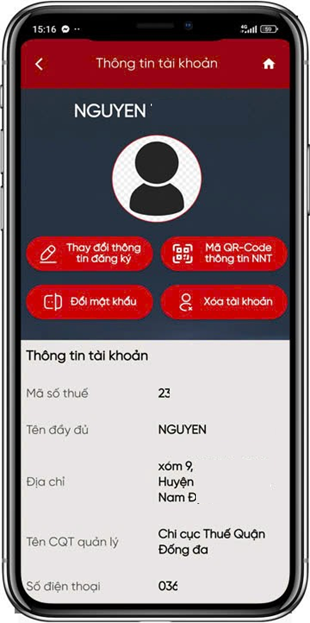 15:16
Thông tin tài khoản
NGUYEN
Thay đổi thông
tin đăng ký
Mã QR-Code
thông tin NNT
Đổi mật khẩu
Xóa tài khoản
Thông tin tài khoản
Mã số thuế 23
Tên đầy đủ NGUYEN
Địa chỉ
xóm 9,
Huyện
Nam Đ
Tên CQT quản lý
Chi cục Thuế Quận
Đống đa
Số điện thoại 036